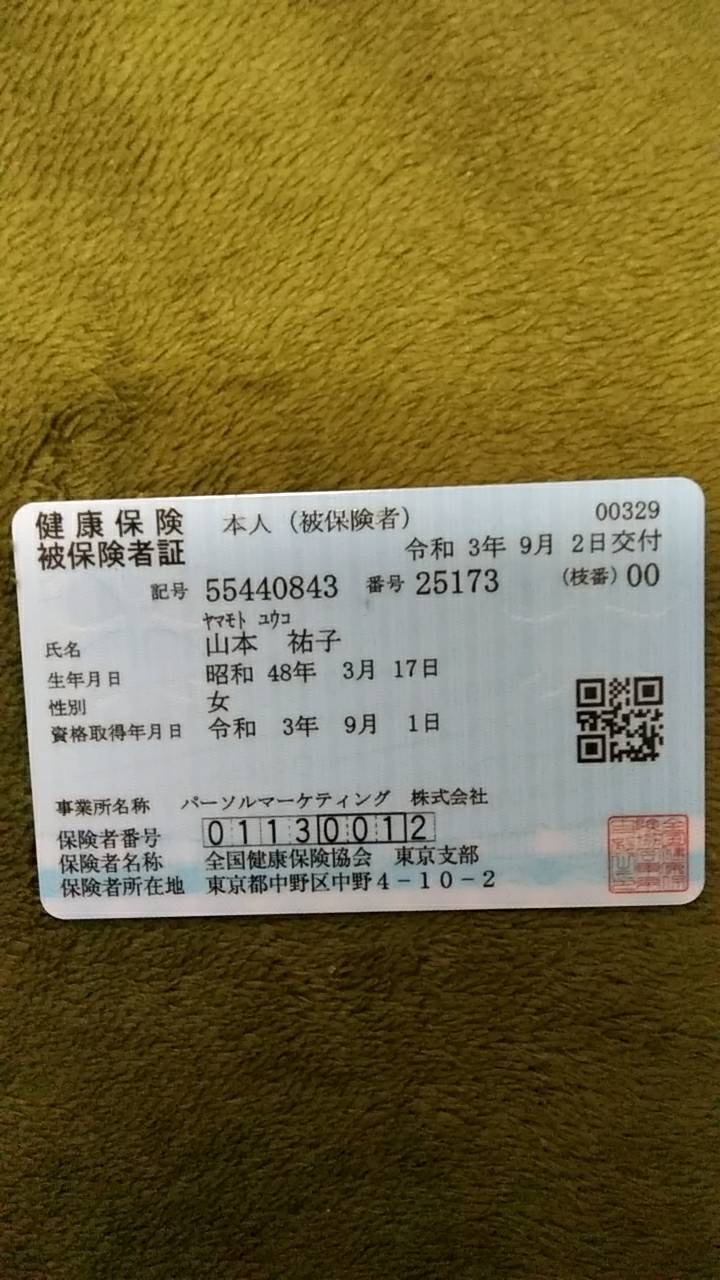 健康保険 本人（被保険者） 00329
被保険者証 令和 3年 9月 2日交付
記号 55440843 番号 25173 （枝番）00
ヤマモト ユウコ
氏名 山本 祐子
生年月日 昭和 48年 3月 17日
性別 女
資格取得年月日 令和 3年 9月 1日
事業所名称 パーソルマーケティング 株式会社
保険者番号 01130012
保険者名称 全国健康保険協会 東京支部
保険者所在地 東京都中野区中野4-10-2